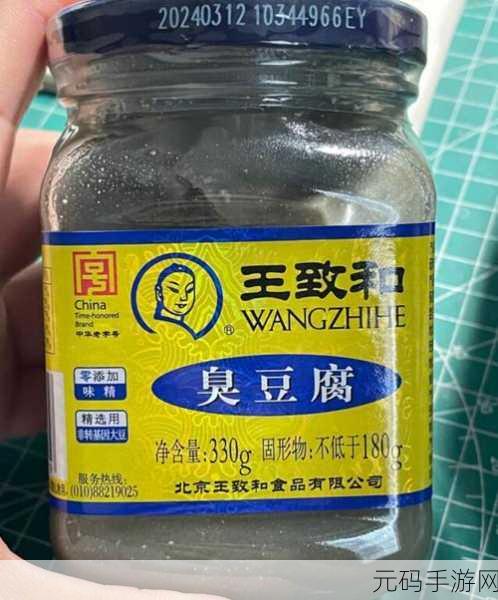 20240312 10344966EY
China
Time-honored
Brand
中华老字号
王致和
®
WANGZHIHE
臭豆腐
零添加
味精
精选用
非转基因大豆
净含量:330g 固形物:不低于180g
服务热线:
(010)88219025
北京王致和食品有限公司
元码手游网